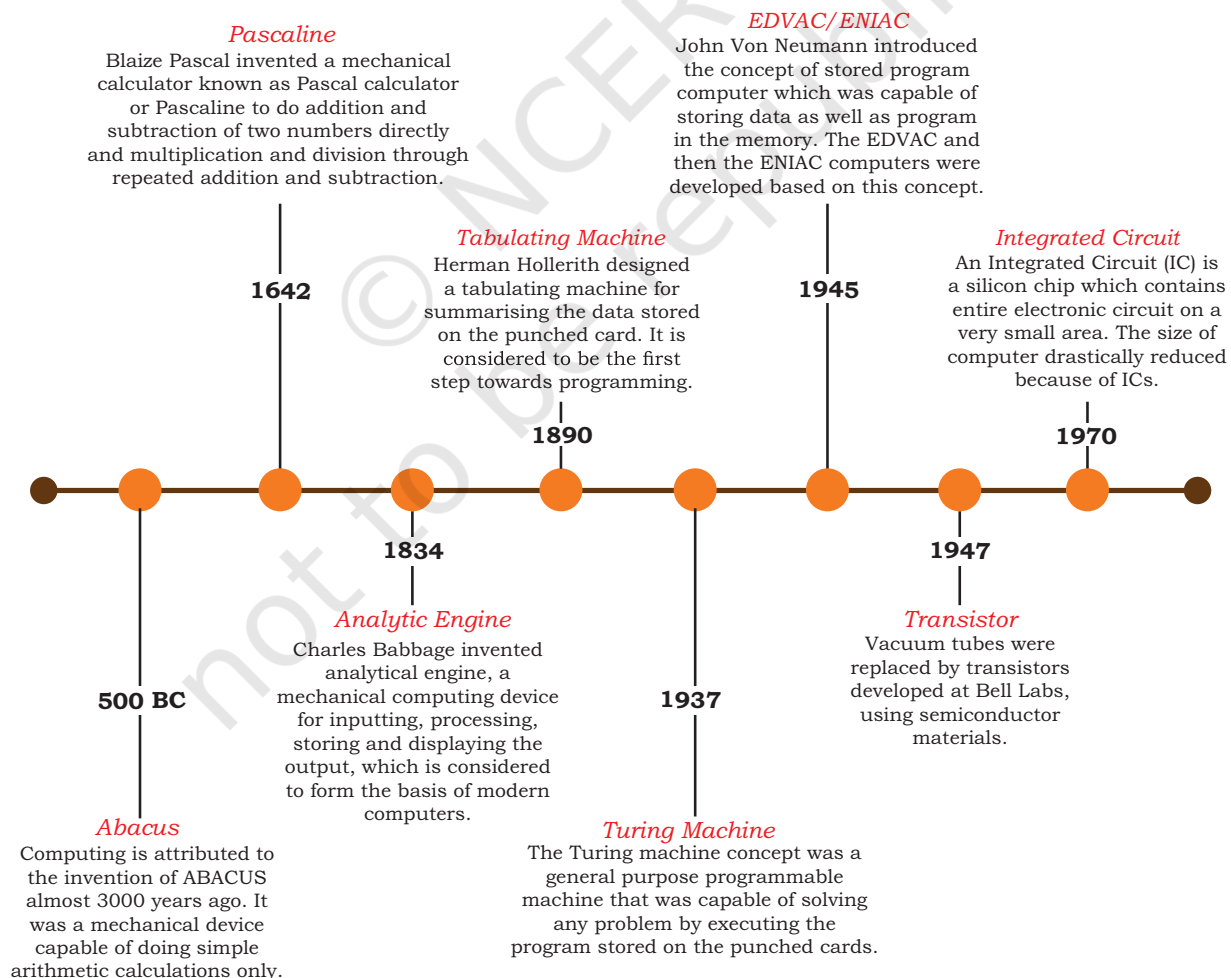 Pascaline
Blaize Pascal invented a mechanical
calculator known as Pascal calculator
or Pascaline to do addition and
subtraction of two numbers directly
and multiplication and division through
repeated addition and subtraction.
1642
EDVAC/ENIAC
John Von Neumann introduced
the concept of stored program
computer which was capable of
storing data as well as program
in the memory. The EDVAC and
then the ENIAC computers were
developed based on this concept.
1945
Tabulating Machine
Herman Hollerith designed
a tabulating machine for
summarising the data stored
on the punched card. It is
considered to be the first
step towards programming.
1890
Integrated Circuit
An Integrated Circuit (IC) is
a silicon chip which contains
entire electronic circuit on a
very small area. The size of
computer drastically reduced
because of ICs.
1970
500 BC
Abacus
Computing is attributed to
the invention of ABACUS
almost 3000 years ago. It
was a mechanical device
capable of doing simple
arithmetic calculations only.
1834
Analytic Engine
Charles Babbage invented
analytical engine, a
mechanical computing device
for inputting, processing,
storing and displaying the
output, which is considered
to form the basis of modern
computers.
1937
Turing Machine
The Turing machine concept was a
general purpose programmable
machine that was capable of solving
any problem by executing the
program stored on the punched cards.
1947
Transistor
Vacuum tubes were
replaced by transistors
developed at Bell Labs,
using semiconductor
materials.
© NCER
not to be republi